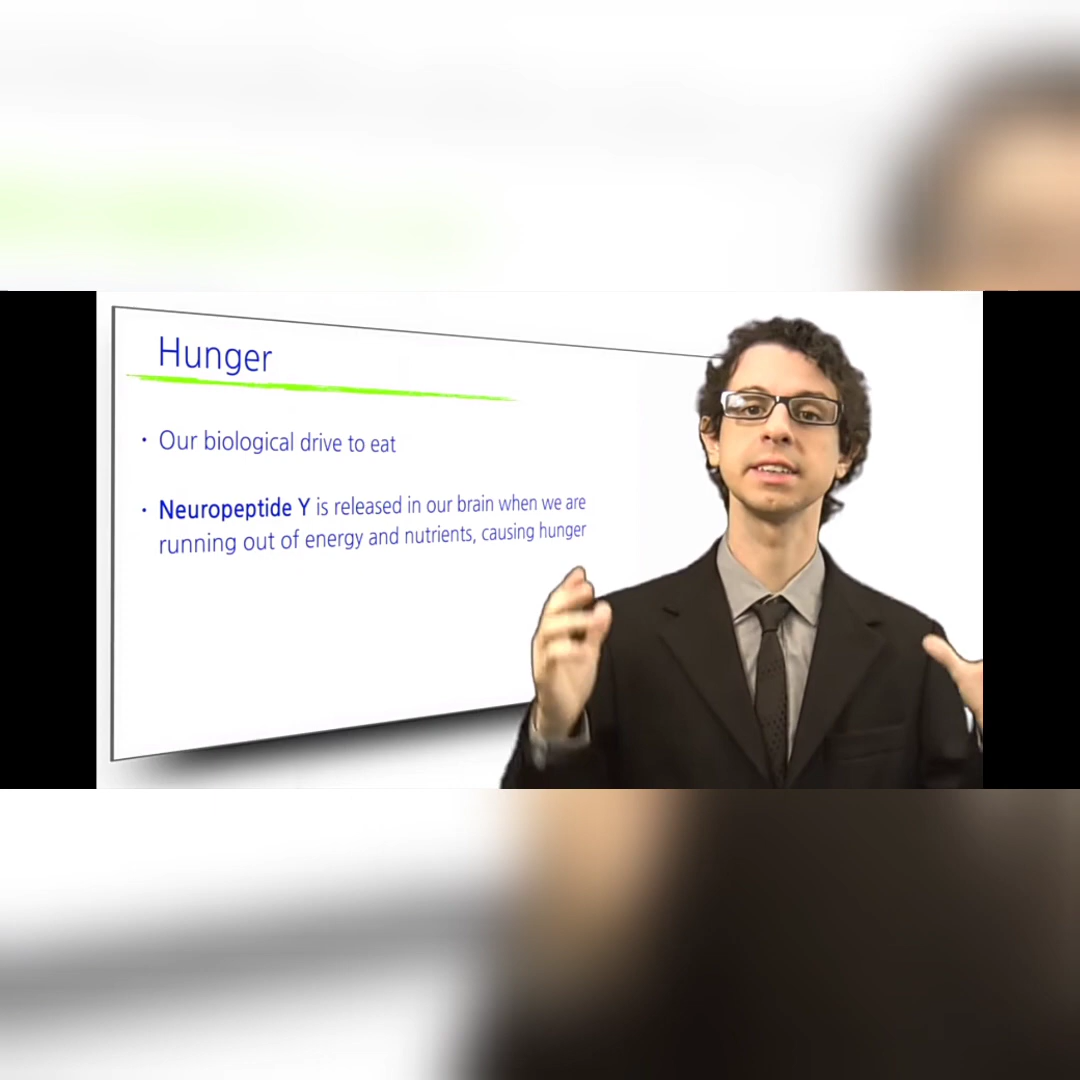 Hunger
· Our biological drive to eat
· Neuropeptide Y is released in our brain when we are
running out of energy and nutrients, causing hunger